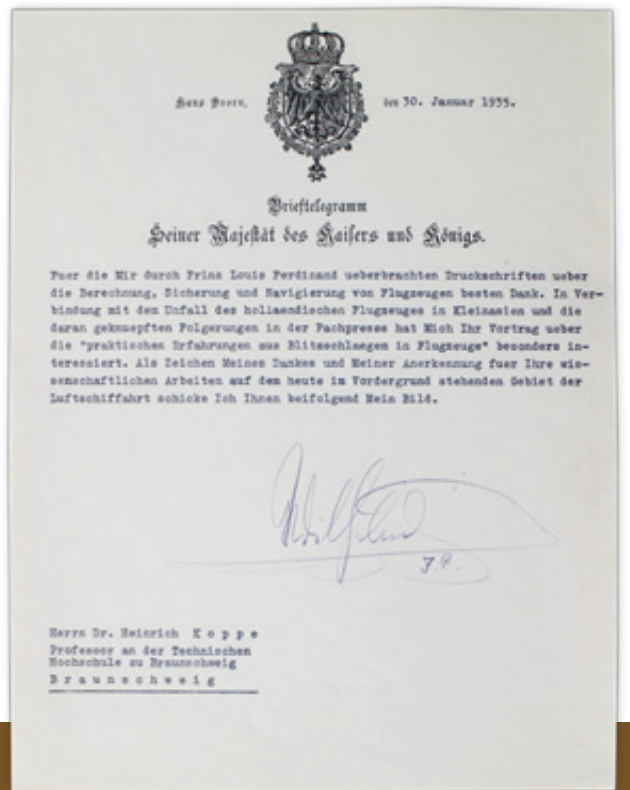 Haus Doorn, den 30. Januar 1935.
Brieftelegramm
Seiner Majestät des Kaisers und Königs.
Fuer die Mir durch Prinz Louis Ferdinand ueberbrachten Druckschriften ueber
die Berechnung, Sicherung und Navigierung von Flugzeugen besten Dank. In Ver-
bindung mit dem Unfall des hollaendischen Flugzeuges in Kleinasien und die
daran geknuepften Folgerungen in der Fachpresse hat Mich Ihr Vortrag ueber
die "praktischen Erfahrungen aus Blitzschlaegen in Flugzeuge" besonders in-
teressiert. Als Zeichen Meines Dankes und Meiner Anerkennung fuer Ihre wis-
senschaftlichen Arbeiten auf dem heute im Vordergrund stehenden Gebiet der
Luftschiffahrt schicke Ich Ihnen beifolgend Mein Bild.
Wilhelm
I.R.
Herrn Dr. Heinrich K o p p e
Professor an der Technischen
Hochschule zu Braunschweig
B r a u n s c h w e i g